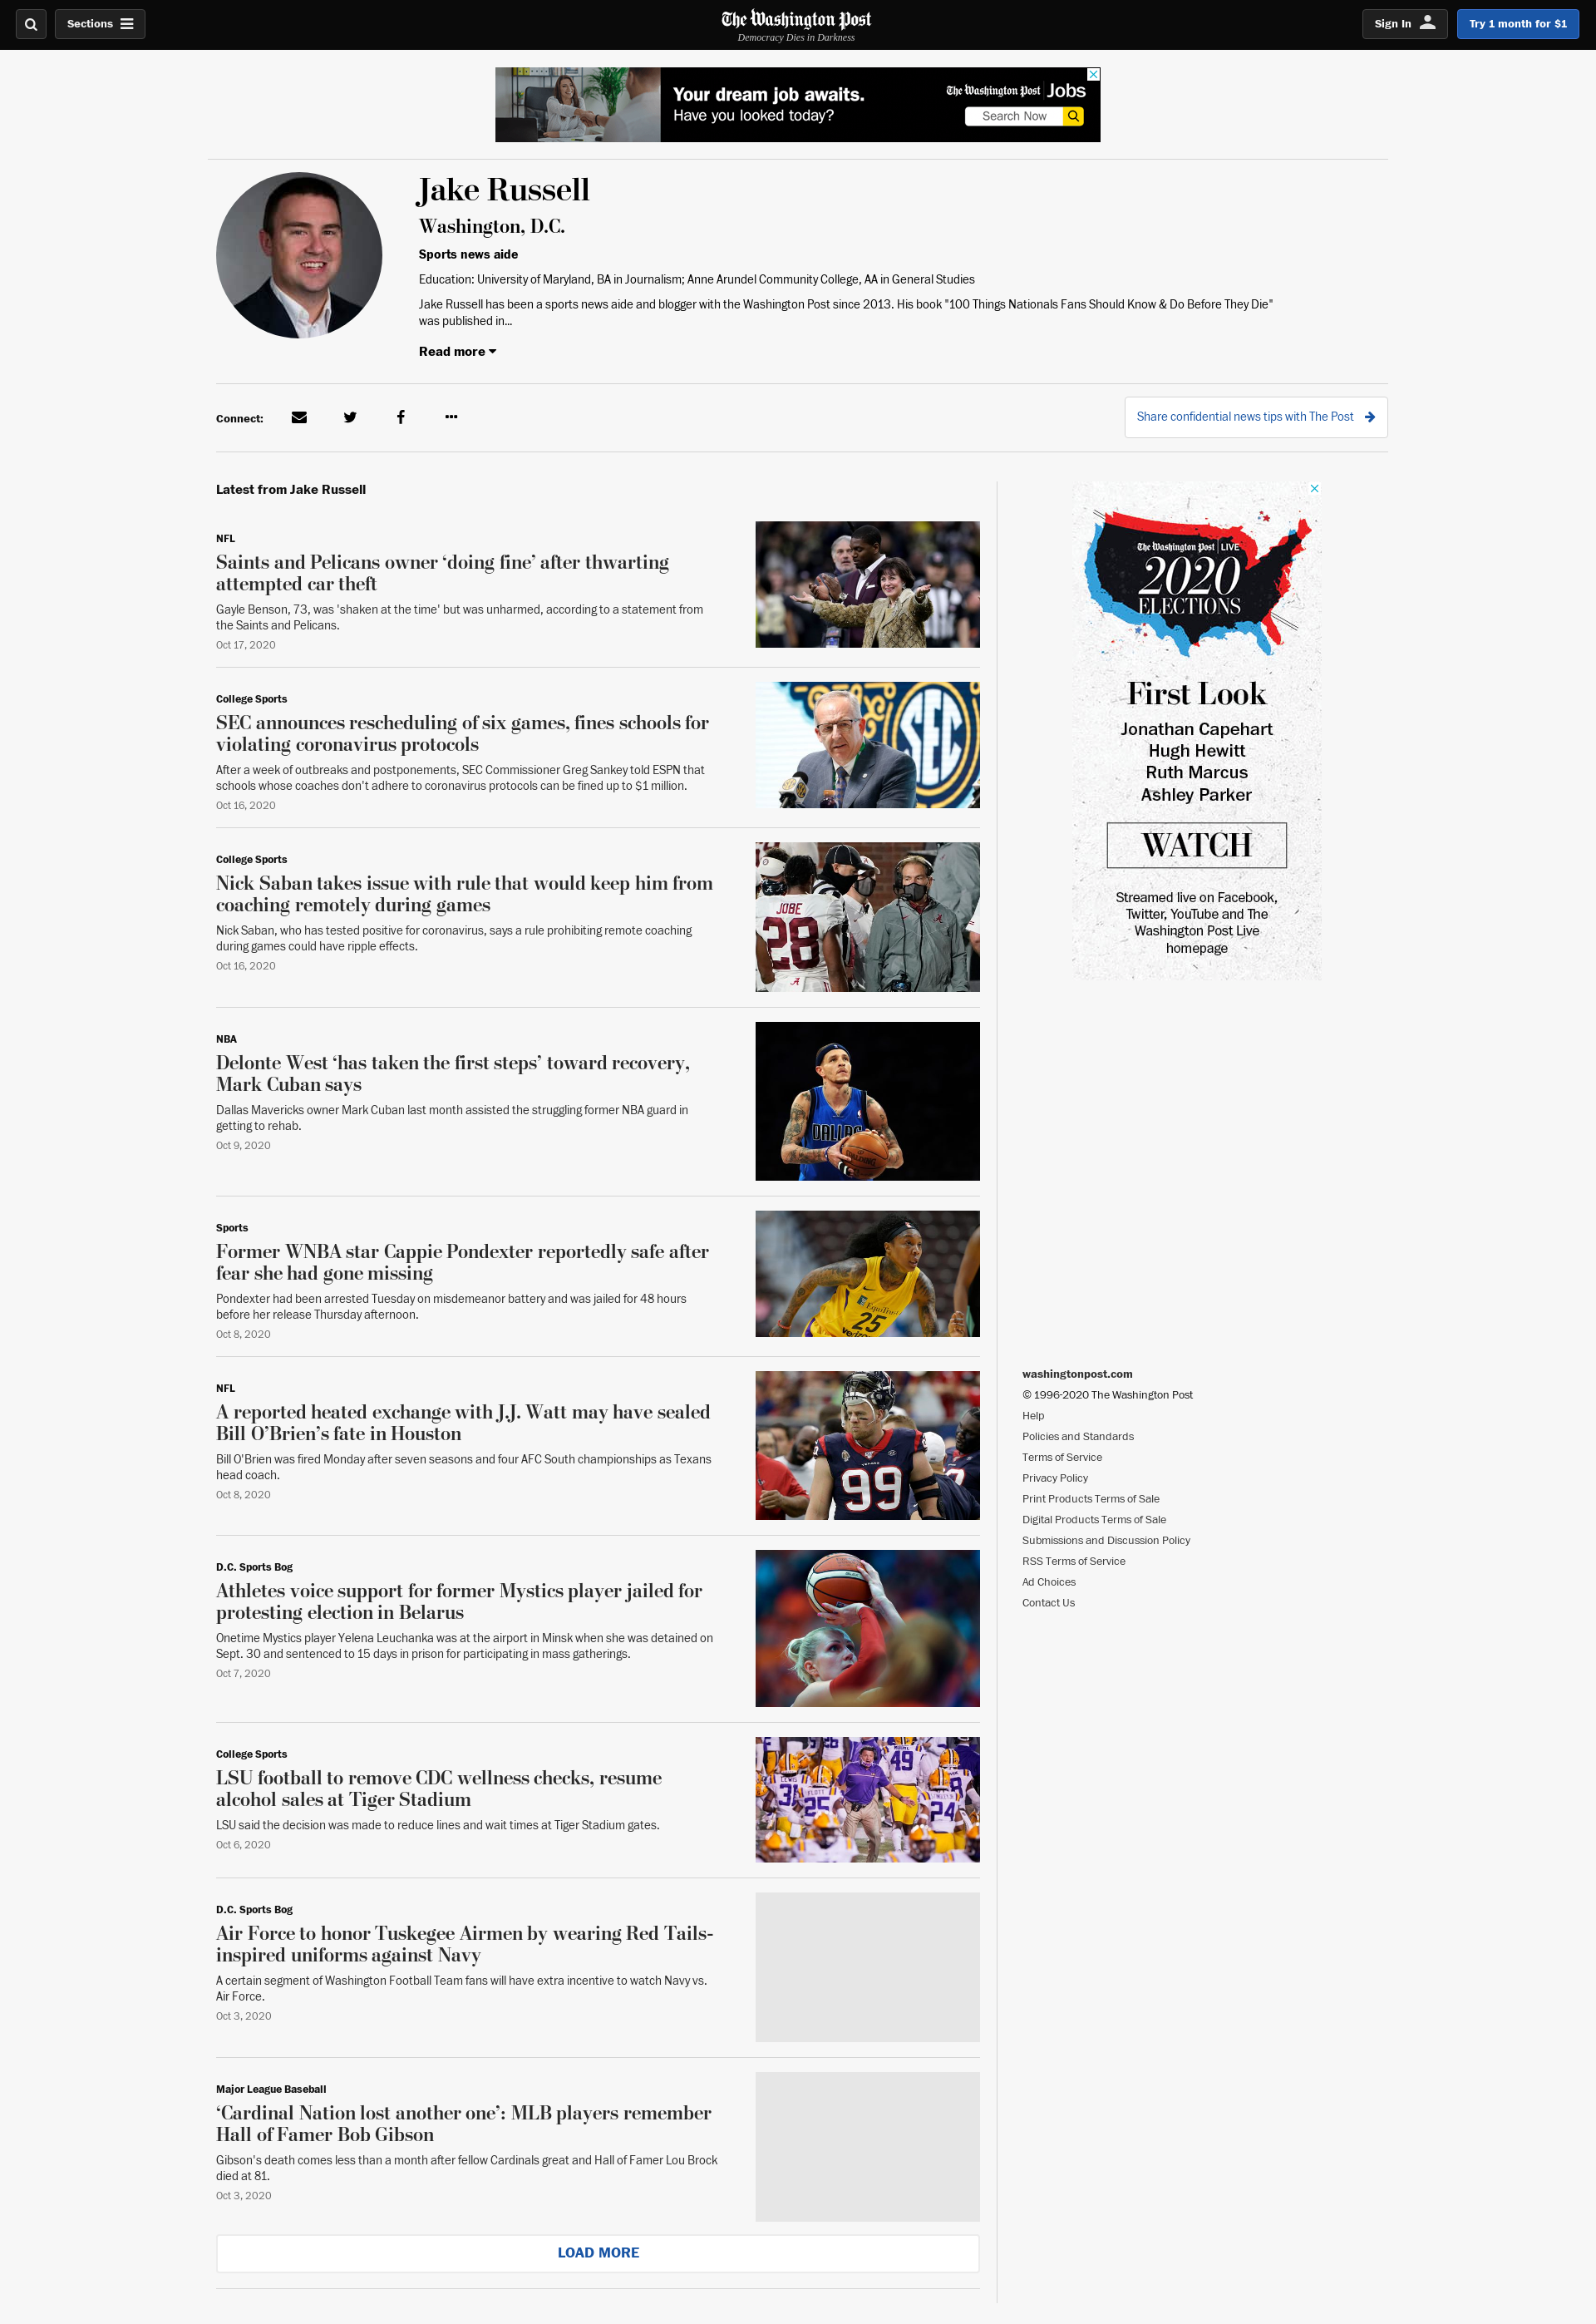 Sections
The Washington Post
Democracy Dies in Darkness
Sign In
Try 1 month for $1
Your dream job awaits.
Have you looked today?
The Washington Post Jobs
Search Now
Jake Russell
Washington, D.C.
Sports news aide
Education: University of Maryland, BA in Journalism; Anne Arundel Community College, AA in General Studies
Jake Russell has been a sports news aide and blogger with the Washington Post since 2013. His book "100 Things Nationals Fans Should Know & Do Before They Die"
was published in...
Read more
Connect:
Share confidential news tips with The Post
Latest from Jake Russell
NFL
Saints and Pelicans owner ‘doing fine’ after thwarting
attempted car theft
Gayle Benson, 73, was 'shaken at the time' but was unharmed, according to a statement from
the Saints and Pelicans.
Oct 17, 2020
College Sports
SEC announces rescheduling of six games, fines schools for
violating coronavirus protocols
After a week of outbreaks and postponements, SEC Commissioner Greg Sankey told ESPN that
schools whose coaches don't adhere to coronavirus protocols can be fined up to $1 million.
Oct 16, 2020
SEC
College Sports
Nick Saban takes issue with rule that would keep him from
coaching remotely during games
Nick Saban, who has tested positive for coronavirus, says a rule prohibiting remote coaching
during games could have ripple effects.
Oct 16, 2020
JOBE
28
NBA
Delonte West ‘has taken the first steps’ toward recovery,
Mark Cuban says
Dallas Mavericks owner Mark Cuban last month assisted the struggling former NBA guard in
getting to rehab.
Oct 9, 2020
DALLAS
Sports
Former WNBA star Cappie Pondexter reportedly safe after
fear she had gone missing
Pondexter had been arrested Tuesday on misdemeanor battery and was jailed for 48 hours
before her release Thursday afternoon.
Oct 8, 2020
EquiTrust
25
verizon
NFL
A reported heated exchange with J.J. Watt may have sealed
Bill O’Brien’s fate in Houston
Bill O'Brien was fired Monday after seven seasons and four AFC South championships as Texans
head coach.
Oct 8, 2020
99
D.C. Sports Bog
Athletes voice support for former Mystics player jailed for
protesting election in Belarus
Onetime Mystics player Yelena Leuchanka was at the airport in Minsk when she was detained on
Sept. 30 and sentenced to 15 days in prison for participating in mass gatherings.
Oct 7, 2020
College Sports
LSU football to remove CDC wellness checks, resume
alcohol sales at Tiger Stadium
LSU said the decision was made to reduce lines and wait times at Tiger Stadium gates.
Oct 6, 2020
49
31
25
24
D.C. Sports Bog
Air Force to honor Tuskegee Airmen by wearing Red Tails-
inspired uniforms against Navy
A certain segment of Washington Football Team fans will have extra incentive to watch Navy vs.
Air Force.
Oct 3, 2020
Major League Baseball
‘Cardinal Nation lost another one’: MLB players remember
Hall of Famer Bob Gibson
Gibson's death comes less than a month after fellow Cardinals great and Hall of Famer Lou Brock
died at 81.
Oct 3, 2020
LOAD MORE
The Washington Post LIVE
2020
ELECTIONS
First Look
Jonathan Capehart
Hugh Hewitt
Ruth Marcus
Ashley Parker
WATCH
Streamed live on Facebook,
Twitter, YouTube and The
Washington Post Live
homepage
washingtonpost.com
© 1996-2020 The Washington Post
Help
Policies and Standards
Terms of Service
Privacy Policy
Print Products Terms of Sale
Digital Products Terms of Sale
Submissions and Discussion Policy
RSS Terms of Service
Ad Choices
Contact Us